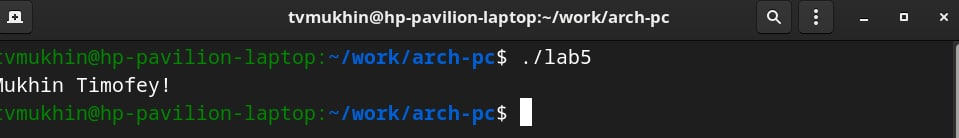 tvmukhin@hp-pavilion-laptop:~/work/arch-pc
tvmukhin@hp-pavilion-laptop:~/work/arch-pc$ ./lab5
Mukhin Timofey!
tvmukhin@hp-pavilion-laptop:~/work/arch-pc$